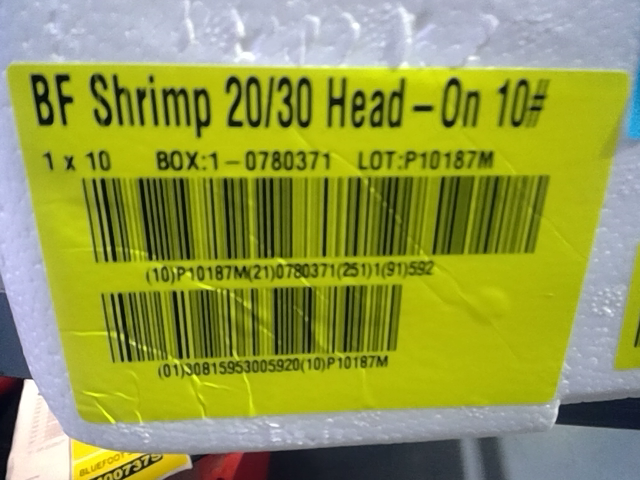 BF Shrimp 20/30 Head-On 10#
1 x 10 BOX:1-0780371 LOT:P10187M
(10)P10187M(21)0780371(251)1(91)592
(01)30815953005920(10)P10187M
BLUEFOOT